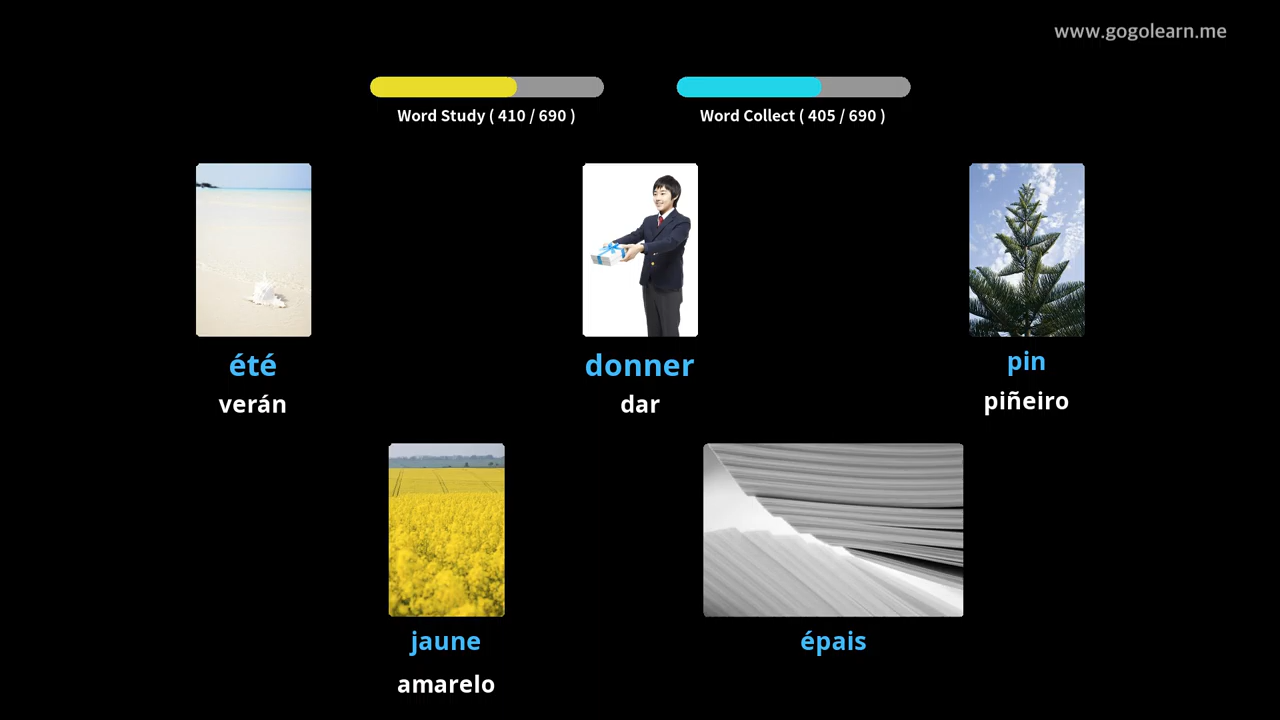 www.gogolearn.me
Word Study ( 410 / 690 )
Word Collect ( 405 / 690 )
été
verán
donner
dar
pin
piñeiro
jaune
amarelo
épais